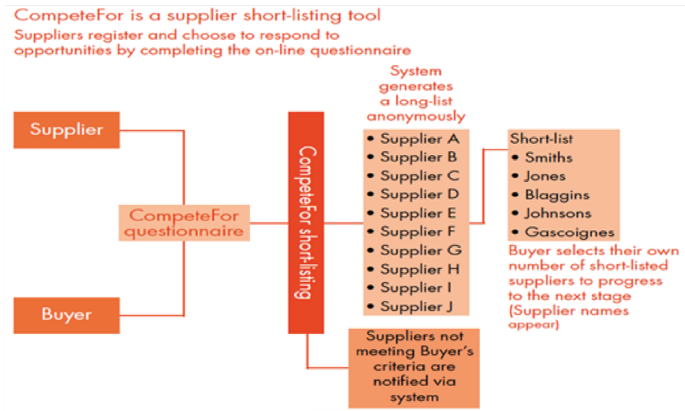 CompeteFor is a supplier short-listing tool
Suppliers register and choose to respond to
opportunities by completing the on-line questionnaire
System
generates
a long-list
anonymously
Supplier
Buyer
CompeteFor
questionnaire
CompeteFor short-listing
• Supplier A
• Supplier B
• Supplier C
• Supplier D
• Supplier E
• Supplier F
• Supplier G
• Supplier H
• Supplier I
• Supplier J
Short-list
• Smiths
• Jones
• Blaggins
• Johnsons
• Gascoignes
Buyer selects their own
number of short-listed
suppliers to progress
to the next stage
(Supplier names
appear)
Suppliers not
meeting Buyer's
criteria are
notified via
system